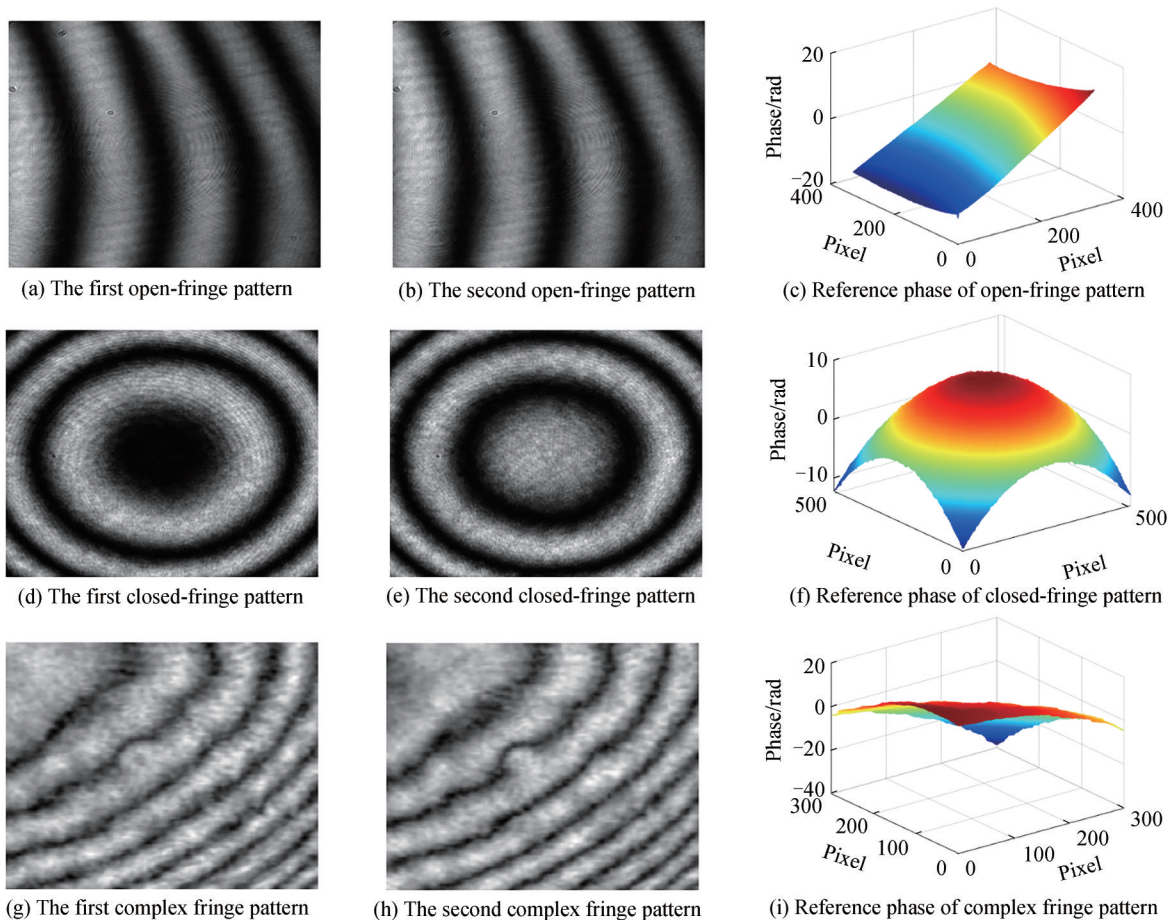 20
0
−20
400
200
0
0
200
400
Phase/rad
Pixel
Pixel
(a) The first open-fringe pattern
(b) The second open-fringe pattern
(c) Reference phase of open-fringe pattern
10
0
−10
500
0
0
500
Phase/rad
Pixel
Pixel
(d) The first closed-fringe pattern
(e) The second closed-fringe pattern
(f) Reference phase of closed-fringe pattern
20
0
−20
−40
300
200
100
0
0
100
200
300
Phase/rad
Pixel
Pixel
(g) The first complex fringe pattern
(h) The second complex fringe pattern
(i) Reference phase of complex fringe pattern